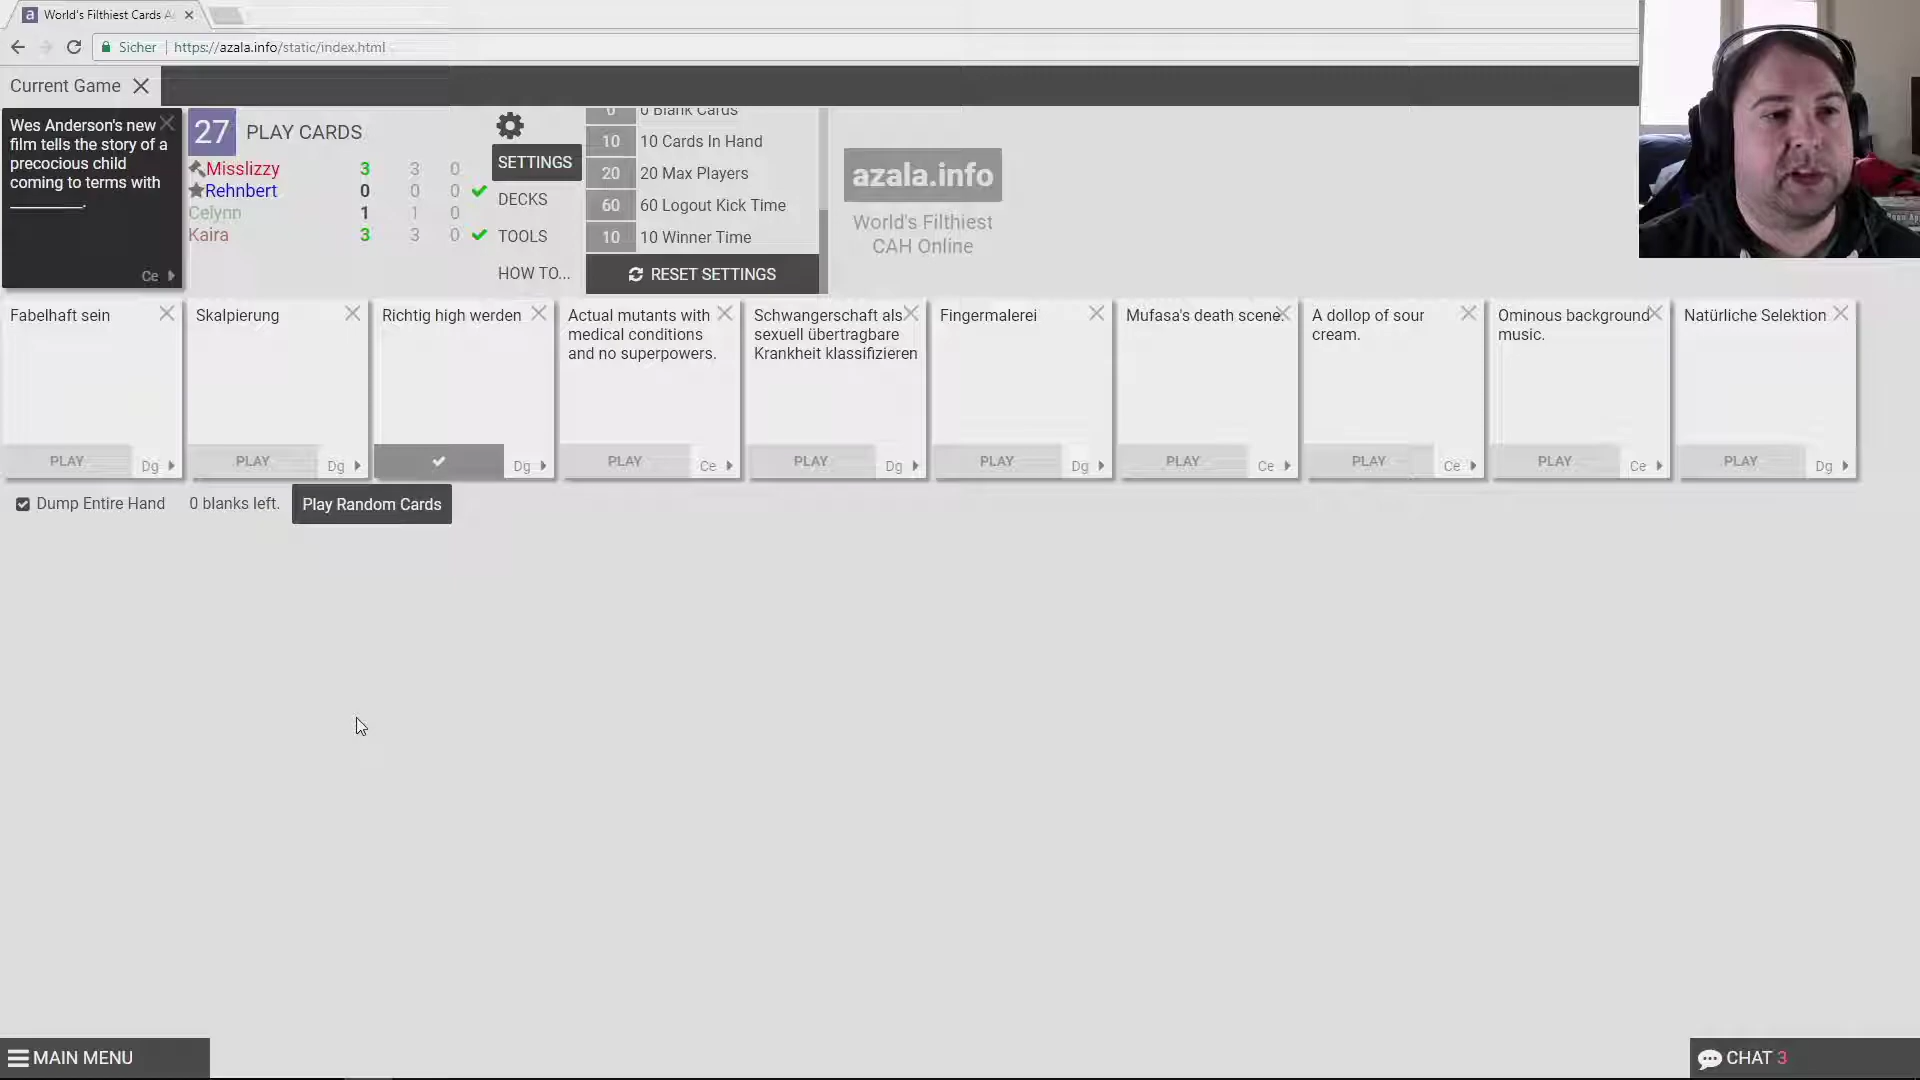 World's Filthiest Cards A
Sicher
https://azala.info/static/index.html
Current Game
Wes Anderson's new
film tells the story of a
precocious child
coming to terms with
________.
Ce
27 PLAY CARDS
Misslizzy 3 3 0
Rehnbert 0 0 0
Celynn 1 1 0
Kaira 3 3 0
SETTINGS
DECKS
TOOLS
HOW TO...
0 0 Blank Cards
10 10 Cards In Hand
20 20 Max Players
60 60 Logout Kick Time
10 10 Winner Time
RESET SETTINGS
azala.info
World's Filthiest
CAH Online
Fabelhaft sein
PLAY Dg
Skalpierung
PLAY Dg
Richtig high werden
Dg
Actual mutants with
medical conditions
and no superpowers.
PLAY Ce
Schwangerschaft als
sexuell übertragbare
Krankheit klassifizieren
PLAY Dg
Fingermalerei
PLAY Dg
Mufasa's death scene.
PLAY Ce
A dollop of sour
cream.
PLAY Ce
Ominous background
music.
PLAY Ce
Natürliche Selektion
PLAY Dg
Dump Entire Hand
0 blanks left.
Play Random Cards
MAIN MENU
CHAT 3